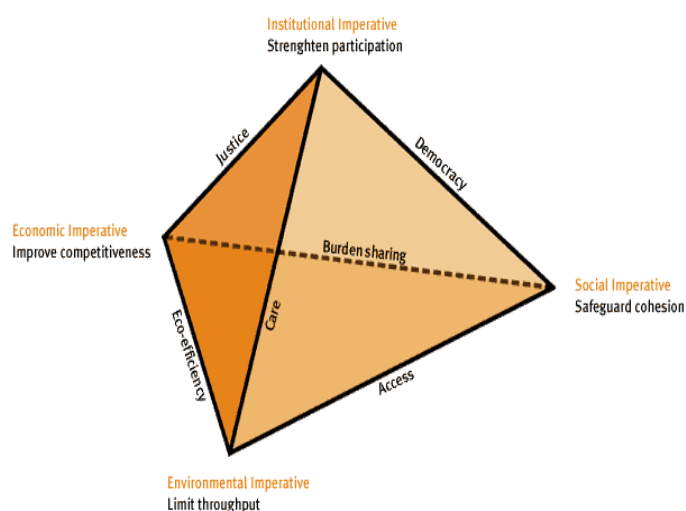 Institutional Imperative
Strenghten participation
Justice
Democracy
Economic Imperative
Improve competitiveness
Burden sharing
Social Imperative
Safeguard cohesion
Eco-efficiency
Care
Access
Environmental Imperative
Limit throughput